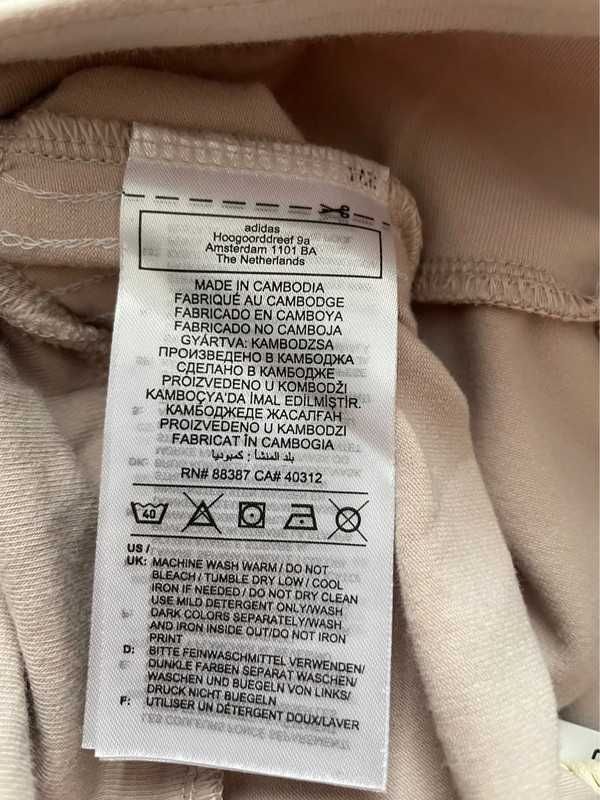 adidas
Hoogoorddreef 9a
Amsterdam 1101 BA
The Netherlands
MADE IN CAMBODIA
FABRIQUÉ AU CAMBODGE
FABRICADO EN CAMBOYA
FABRICADO NO CAMBOJA
GYÁRTVA: KAMBODZSA
ПРОИЗВЕДЕНО В КАМБОДЖА
СДЕЛАНО В КАМБОДЖЕ
PROIZVEDENO U KOMBODŽI
KAMBOÇYA'DA İMAL EDİLMİŞTİR.
КАМБОДЖЕДЕ ЖАСАЛҒАН
PROIZVEDENO U KAMBODZI
FABRICAT ÎN CAMBOGIA
بلد المنشأ : كمبوديا
RN# 88387 CA# 40312
40
US /
UK: MACHINE WASH WARM / DO NOT
BLEACH / TUMBLE DRY LOW / COOL
IRON IF NEEDED / DO NOT DRY CLEAN
USE MILD DETERGENT ONLY/WASH
DARK COLORS SEPARATELY/WASH
AND IRON INSIDE OUT/DO NOT IRON
PRINT
D: BITTE FEINWASCHMITTEL VERWENDEN/
DUNKLE FARBEN SEPARAT WASCHEN/
WASCHEN UND BUEGELN VON LINKS/
DRUCK NICHT BUEGELN
F: UTILISER UN DÉTERGENT DOUX/LAVER